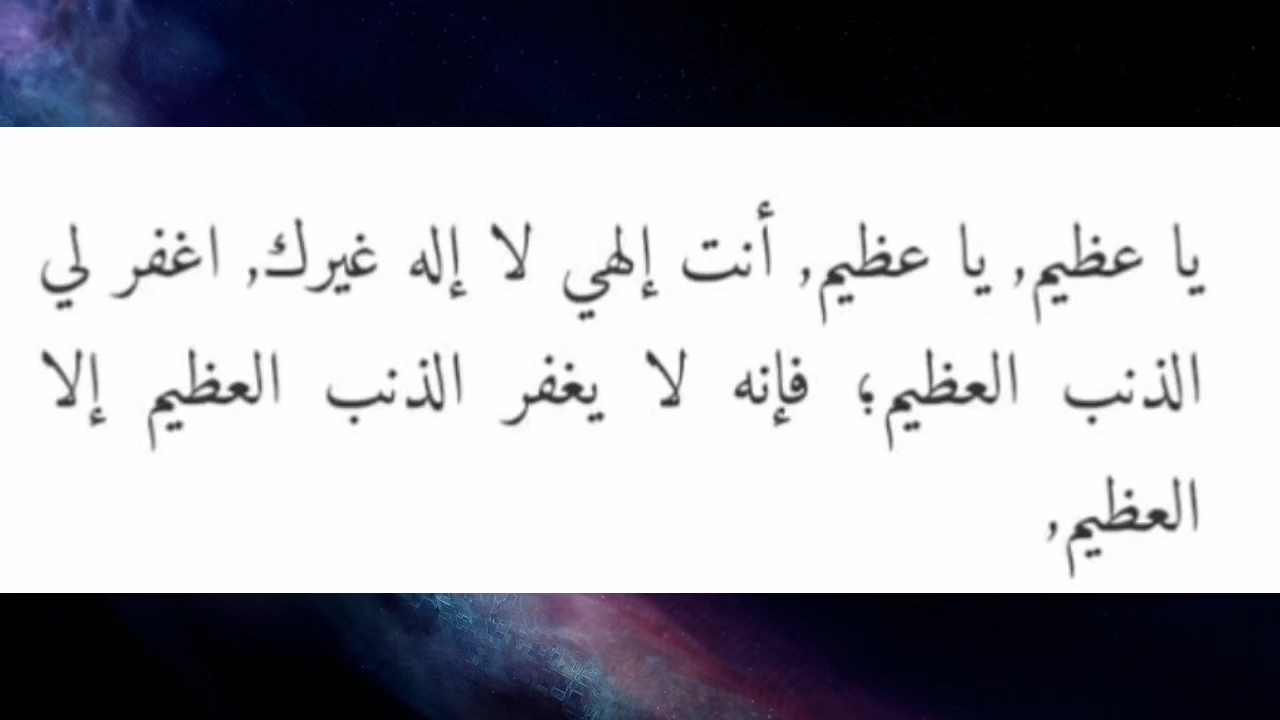 يا عظيم, يا عظيم, أنت إلهي لا إله غيرك, اغفر لي
الذنب العظيم؛ فإنه لا يغفر الذنب العظيم إلا
العظيم,